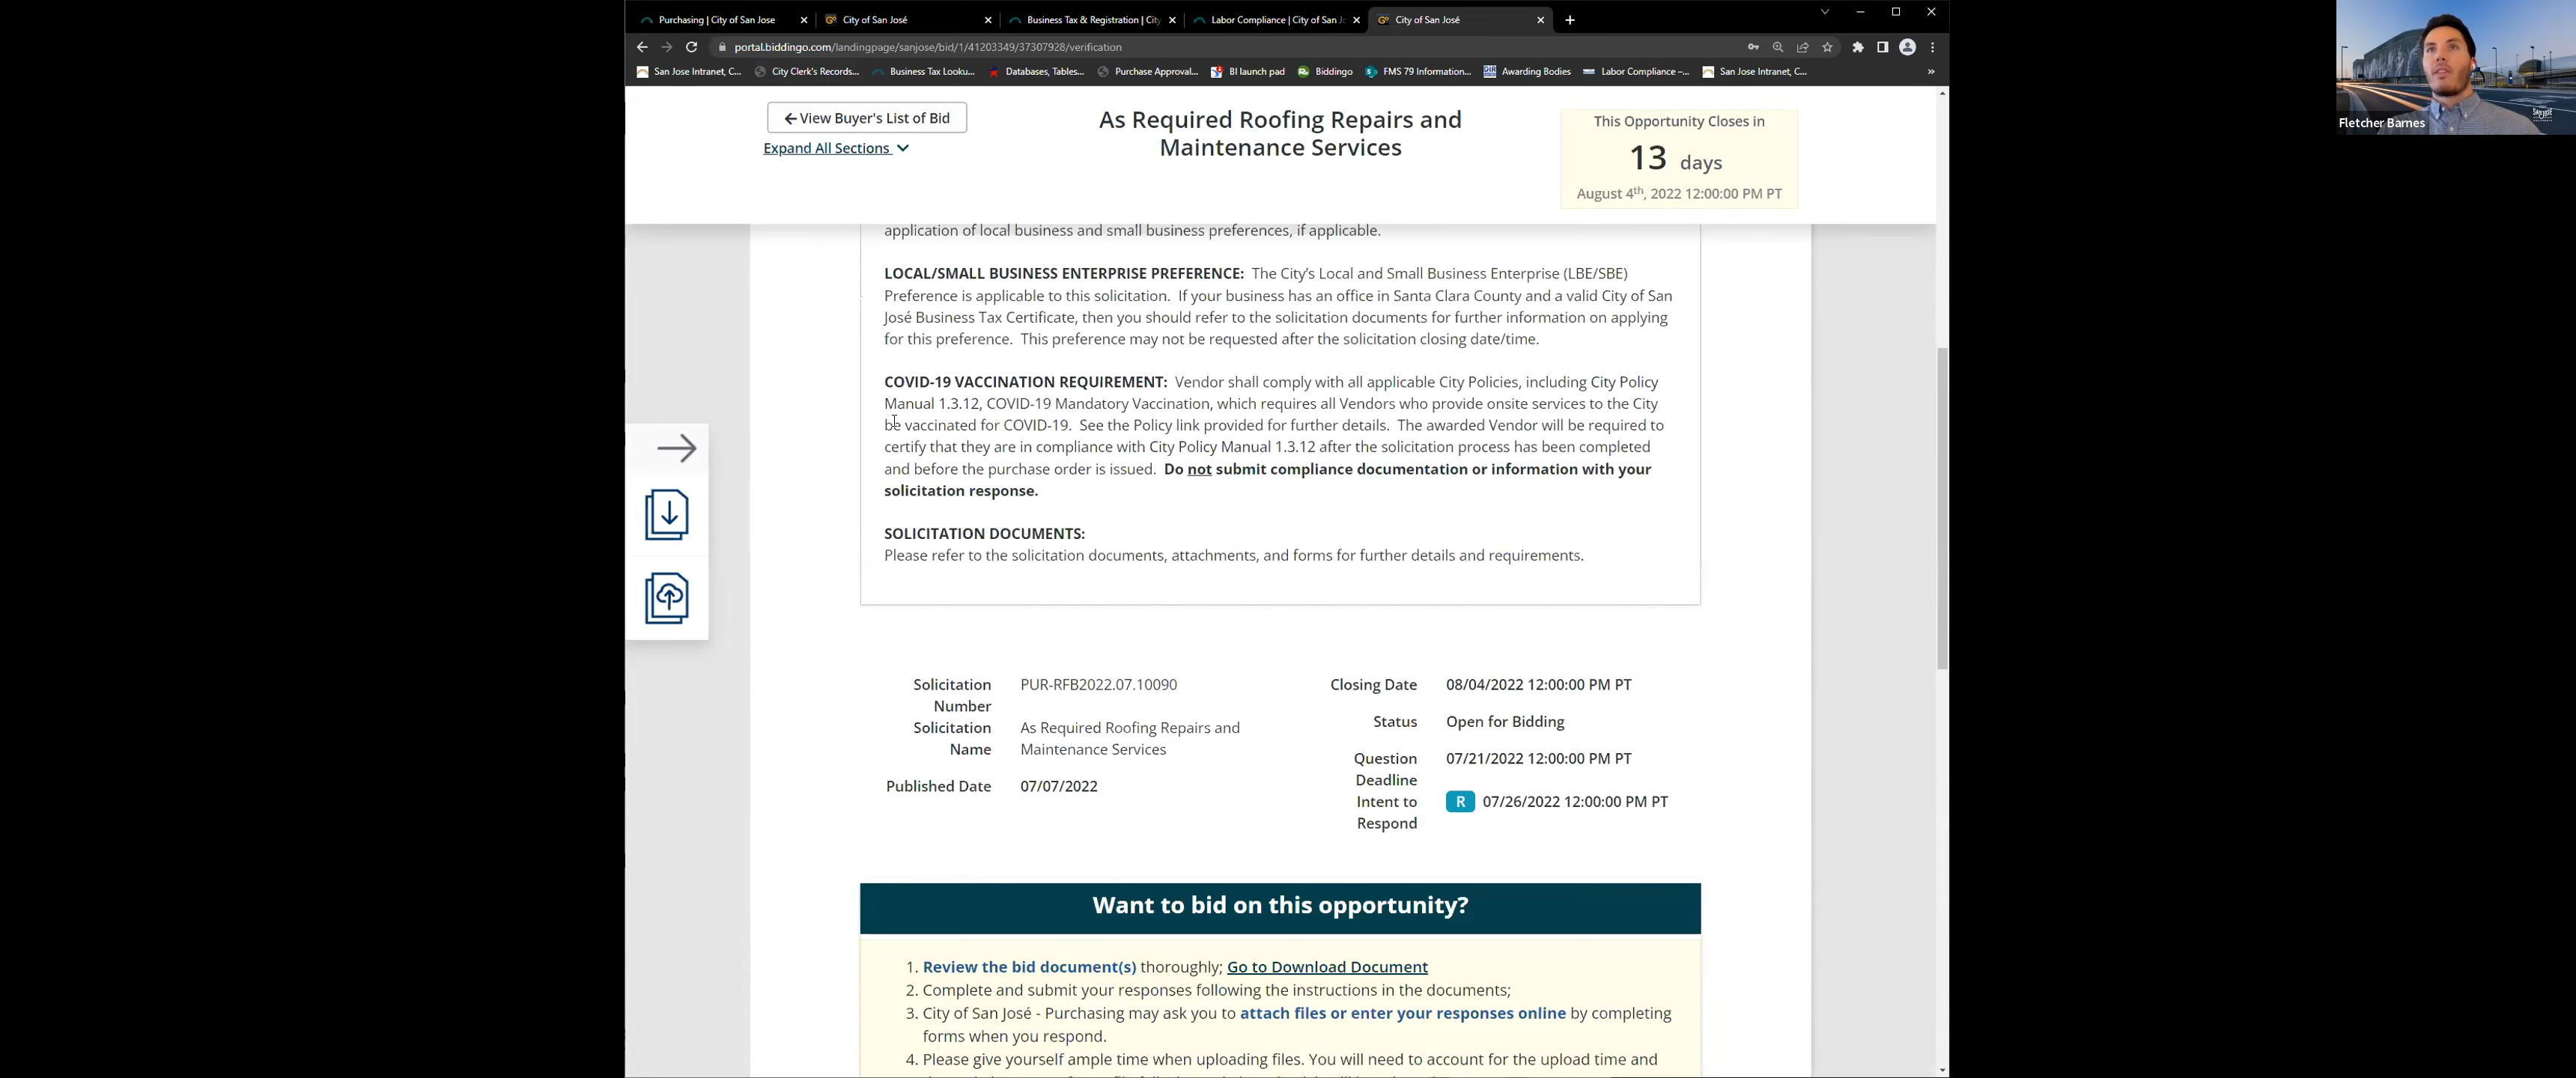 Purchasing | City of San Jose
City of San José
Business Tax & Registration | City
Labor Compliance | City of San Jo
City of San José
portal.biddingo.com/landingpage/sanjose/bid/1/41203349/37307928/verification
San Jose Intranet, C...
City Clerk's Records...
Business Tax Looku...
Databases, Tables...
Purchase Approval...
BI launch pad
Biddingo
FMS 79 Information...
Awarding Bodies
Labor Compliance –...
San Jose Intranet, C...
Fletcher Barnes
View Buyer's List of Bid
Expand All Sections
As Required Roofing Repairs and
Maintenance Services
This Opportunity Closes in
13 days
August 4th, 2022 12:00:00 PM PT
application of local business and small business preferences, if applicable.
LOCAL/SMALL BUSINESS ENTERPRISE PREFERENCE: The City's Local and Small Business Enterprise (LBE/SBE)
Preference is applicable to this solicitation. If your business has an office in Santa Clara County and a valid City of San
José Business Tax Certificate, then you should refer to the solicitation documents for further information on applying
for this preference. This preference may not be requested after the solicitation closing date/time.
COVID-19 VACCINATION REQUIREMENT: Vendor shall comply with all applicable City Policies, including City Policy
Manual 1.3.12, COVID-19 Mandatory Vaccination, which requires all Vendors who provide onsite services to the City
be vaccinated for COVID-19. See the Policy link provided for further details. The awarded Vendor will be required to
certify that they are in compliance with City Policy Manual 1.3.12 after the solicitation process has been completed
and before the purchase order is issued. Do not submit compliance documentation or information with your
solicitation response.
SOLICITATION DOCUMENTS:
Please refer to the solicitation documents, attachments, and forms for further details and requirements.
Solicitation Number PUR-RFB2022.07.10090
Solicitation Name As Required Roofing Repairs and
Maintenance Services
Published Date 07/07/2022
Closing Date 08/04/2022 12:00:00 PM PT
Status Open for Bidding
Question Deadline 07/21/2022 12:00:00 PM PT
Intent to Respond R 07/26/2022 12:00:00 PM PT
Want to bid on this opportunity?
1. Review the bid document(s) thoroughly; Go to Download Document
2. Complete and submit your responses following the instructions in the documents;
3. City of San José - Purchasing may ask you to attach files or enter your responses online by completing
forms when you respond.
4. Please give yourself ample time when uploading files. You will need to account for the upload time and